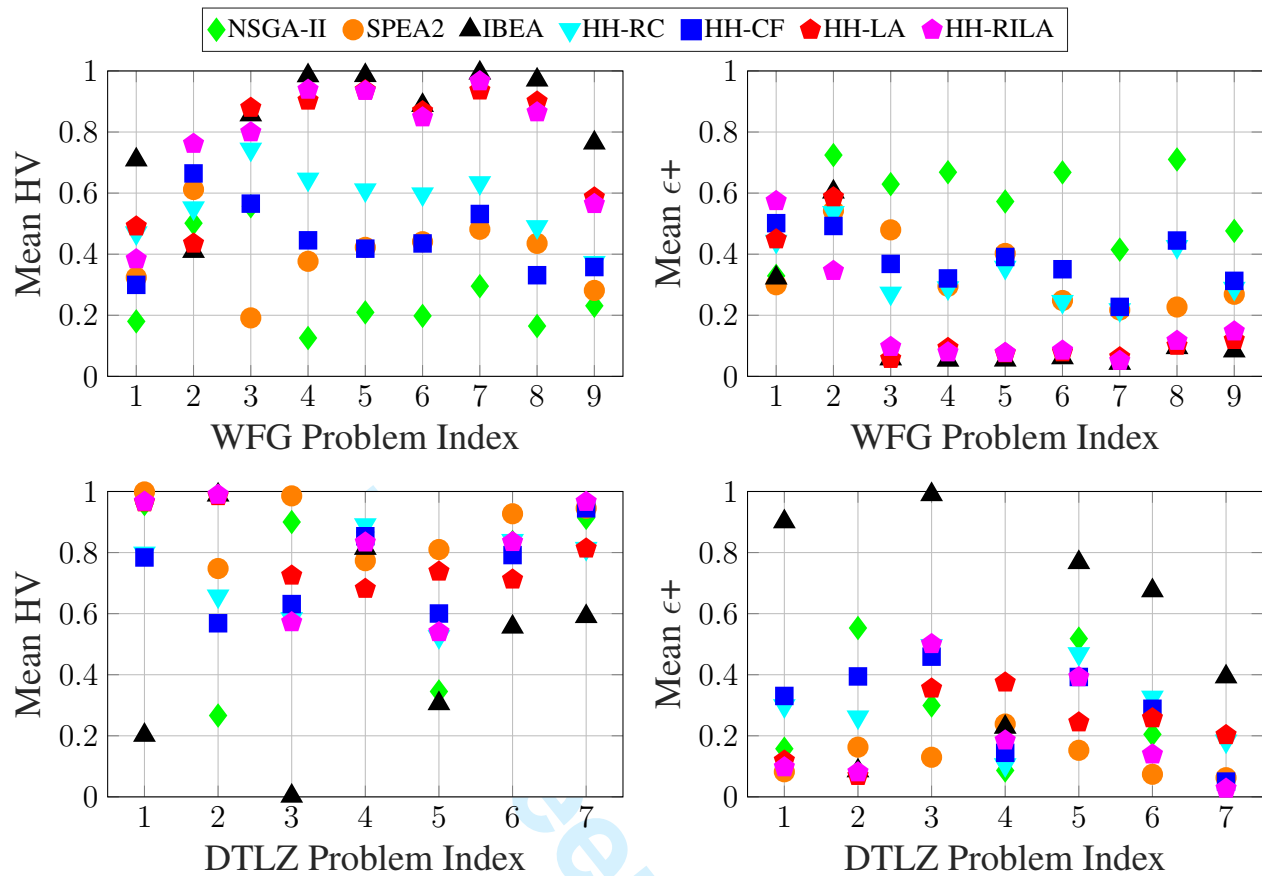 NSGA-II SPEA2 IBEA HH-RC HH-CF HH-LA HH-RILA
Mean HV
1
0.8
0.6
0.4
0.2
0
1 2 3 4 5 6 7 8 9
WFG Problem Index
Mean ϵ+
1
0.8
0.6
0.4
0.2
0
1 2 3 4 5 6 7 8 9
WFG Problem Index
Mean HV
1
0.8
0.6
0.4
0.2
0
1 2 3 4 5 6 7
DTLZ Problem Index
Mean ϵ+
1
0.8
0.6
0.4
0.2
0
1 2 3 4 5 6 7
DTLZ Problem Index